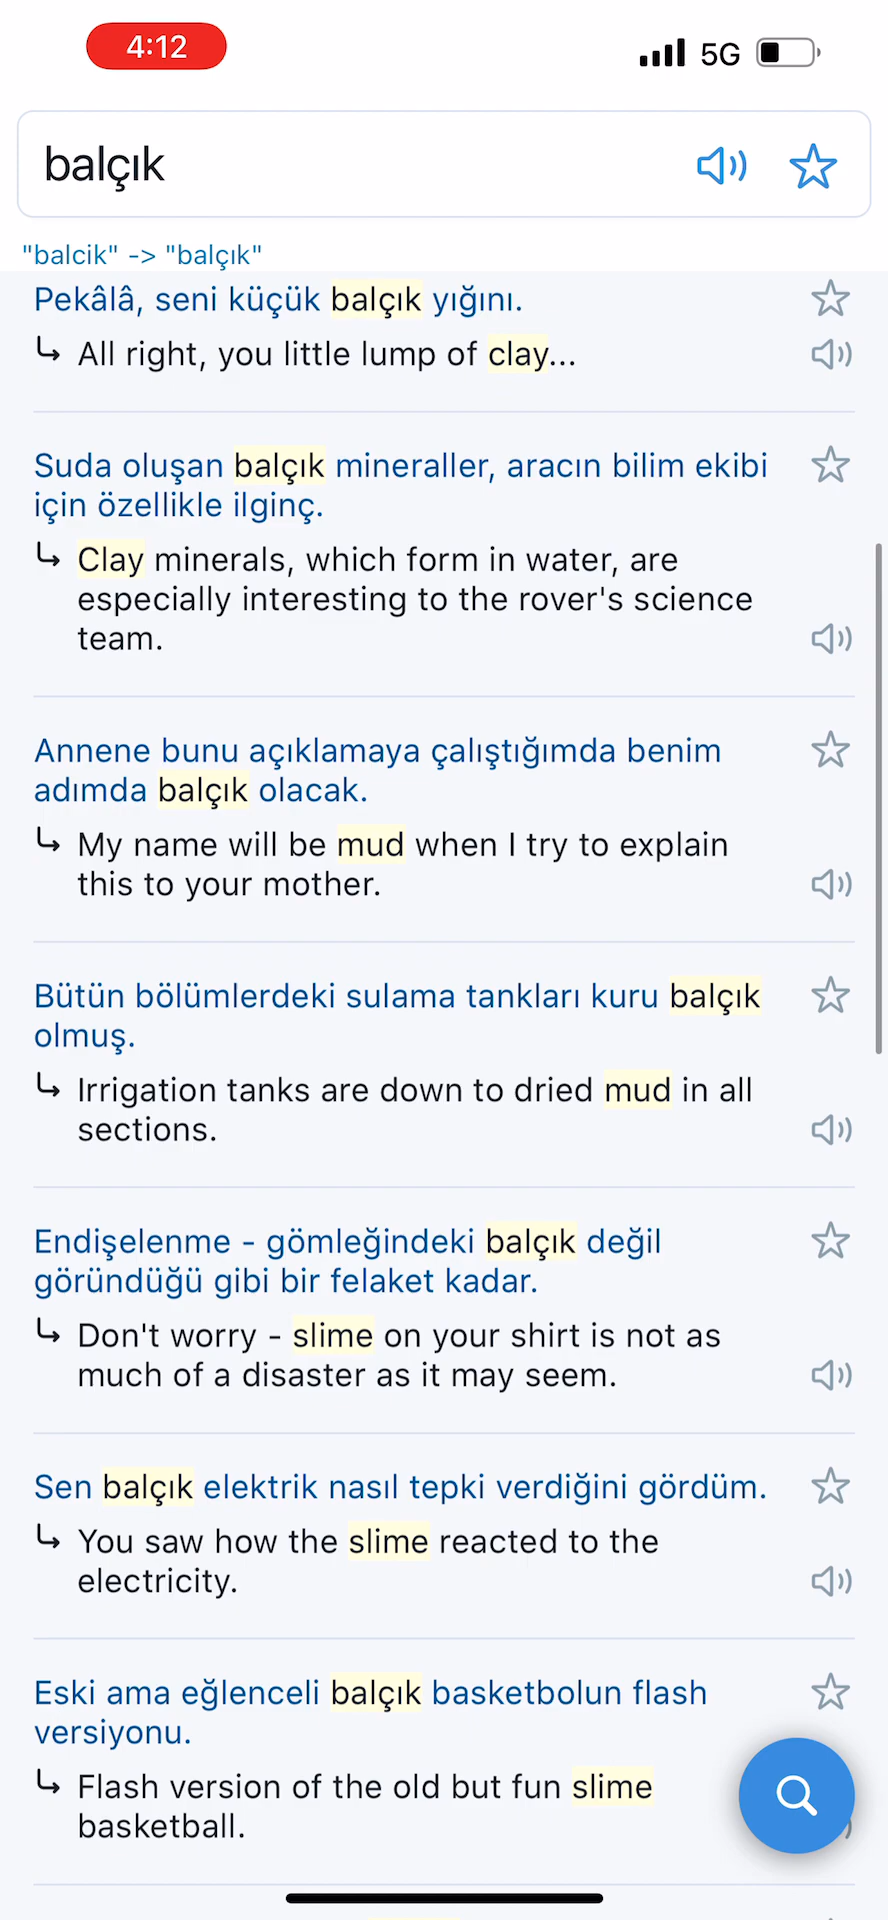 4:12
5G
balçık
"balcik" -> "balçık"
Pekâlâ, seni küçük balçık yığını.
All right, you little lump of clay...
Suda oluşan balçık mineraller, aracın bilim ekibi
için özellikle ilginç.
Clay minerals, which form in water, are
especially interesting to the rover's science
team.
Annene bunu açıklamaya çalıştığımda benim
adımda balçık olacak.
My name will be mud when I try to explain
this to your mother.
Bütün bölümlerdeki sulama tankları kuru balçık
olmuş.
Irrigation tanks are down to dried mud in all
sections.
Endişelenme - gömleğindeki balçık değil
göründüğü gibi bir felaket kadar.
Don't worry - slime on your shirt is not as
much of a disaster as it may seem.
Sen balçık elektrik nasıl tepki verdiğini gördüm.
You saw how the slime reacted to the
electricity.
Eski ama eğlenceli balçık basketbolun flash
versiyonu.
Flash version of the old but fun slime
basketball.